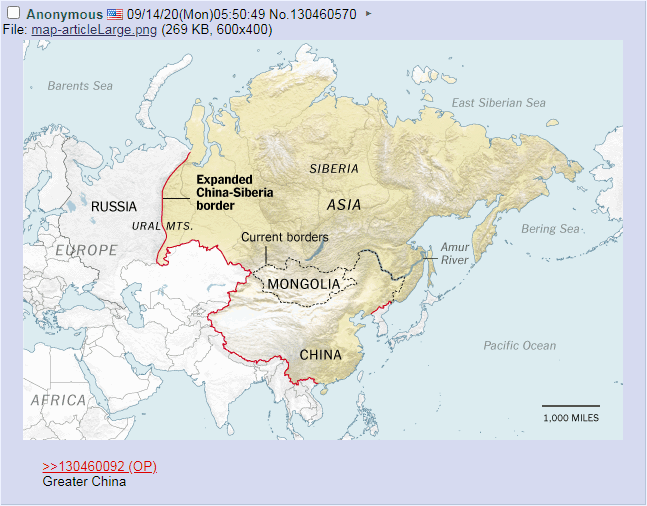 Anonymous 09/14/20(Mon)05:50:49 No.130460570
File: map-articleLarge.png (269 KB, 600x400)
Barents Sea
East Siberian Sea
SIBERIA
Expanded
China-Siberia
border
ASIA
RUSSIA
URAL MTS.
Current borders
Bering Sea
EUROPE
Amur
River
MONGOLIA
Pacific Ocean
CHINA
AFRICA
1,000 MILES
>>130460092 (OP)
Greater China